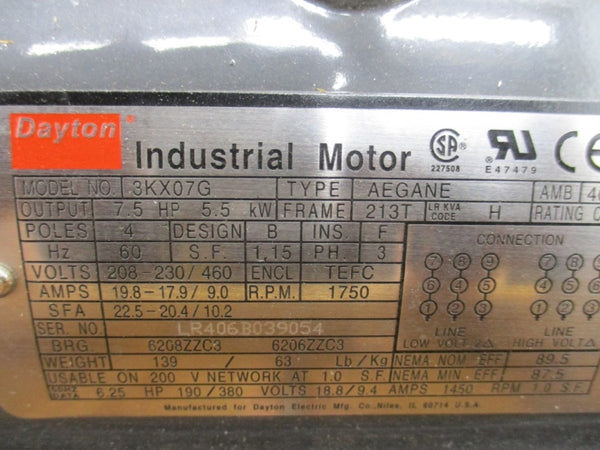 Dayton®
Industrial Motor
SA 227508
RU E47479
CE
MODEL NO. 3KX07G TYPE AEGANE AMB
OUTPUT 7.5 HP 5.5 kW FRAME 213T LR KVA CODE H RATING
POLES 4 DESIGN B INS. F
Hz 60 S.F. 1.15 PH. 3
VOLTS 208-230/460 ENCL TEFC
AMPS 19.8-17.9/9.0 R.P.M. 1750
SFA 22.5-20.4/10.2
SER. NO. LR406B039054
BRG 6208ZZC3 6206ZZC3
WEIGHT 139 / 63 Lb/Kg
CONNECTION
7 8 9
6 4 5
1 2 3
LINE
LOW VOLT. YΔ
7 8
6 4
1 2 3
LINE
HIGH VOLT. Δ
NEMA NOM. EFF 89.5
NEMA MIN. EFF 87.5
USABLE ON 200 V NETWORK AT 1.0 S.F.
50HZ DATA 6.25 HP 190/380 VOLTS 18.8/9.4 AMPS 1450 RPM 1.0 S.F.
Manufactured for Dayton Electric Mfg. Co., Niles, IL 60714 U.S.A.